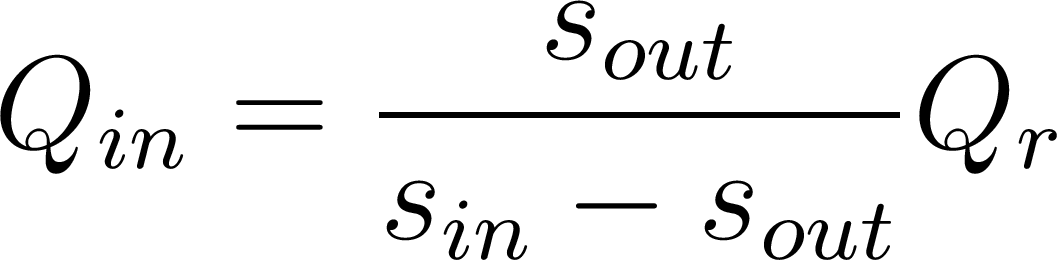 Q_{in} = \frac{s_{out}}{s_{in} - s_{out}} Q_r